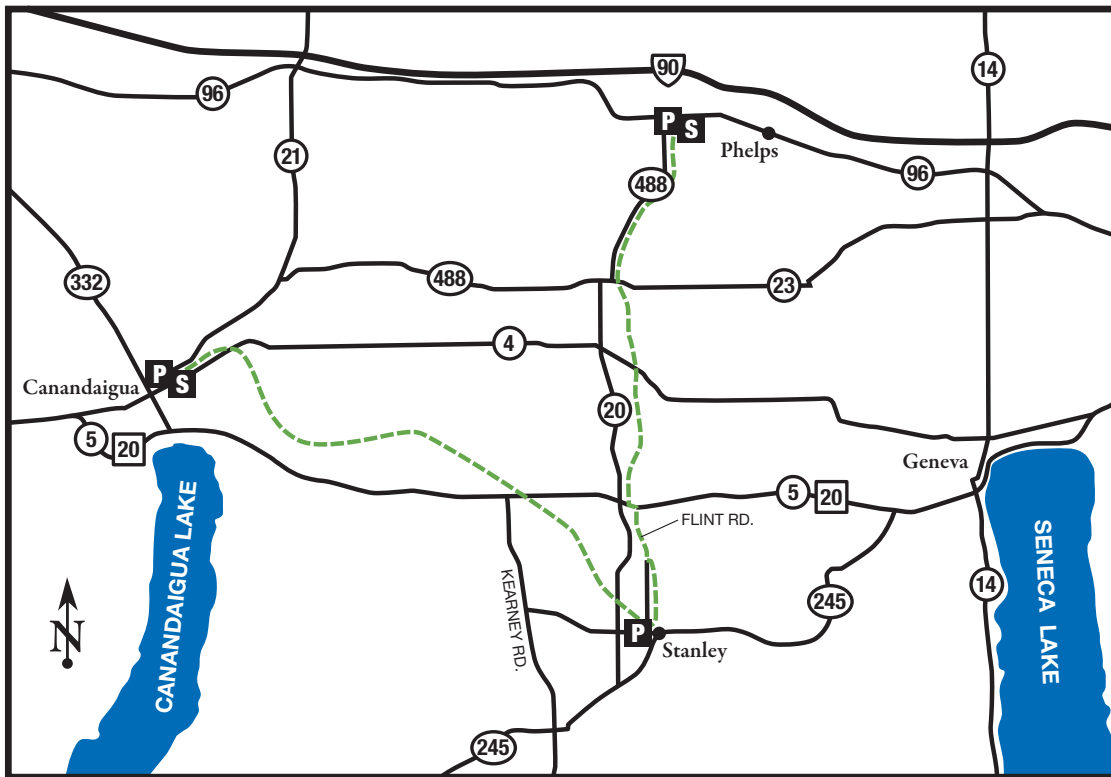 90
14
96
P
S
Phelps
21
96
488
332
488
23
4
P
S
Canandaigua
20
5
20
Geneva
5
20
FLINT RD.
CANANDAIGUA LAKE
SENECA LAKE
KEARNEY RD.
14
245
N
P
Stanley
245